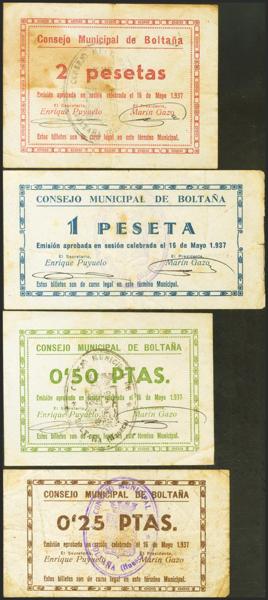 Consejo Municipal de Boltaña
2 pesetas
Emisión aprobada en sesión celebrada el 16 de Mayo 1.937
El Secretario, El Presidente,
Enrique Puyuelo Marín Gazo
Estos billetes son de curso legal en este término Municipal.
CONSEJO MUNICIPAL DE BOLTAÑA
1 PESETA
Emisión aprobada en sesión celebrada el 16 de Mayo 1.937
El Secretario, El Presidente,
Enrique Puyuelo Marín Gazo
Estos billetes son de curso legal en este término Municipal.
CONSEJO MUNICIPAL DE BOLTAÑA
0'50 PTAS.
Emisión aprobada en sesión celebrada el 16 de Mayo 1.937
El Secretario, El Presidente,
Enrique Puyuelo Marín Gazo
Estos billetes son de curso legal en este término Municipal.
CONSEJO MUNICIPAL
CONSEJO MUNICIPAL DE BOLTAÑA
0'25 PTAS.
Emisión aprobada en sesión celebrada el 16 de Mayo 1.937
El Secretario, El Presidente,
Enrique Puyuelo Marín Gazo
Estos billetes son de curso legal en este término Municipal.
CONSEJO MUNICIPAL